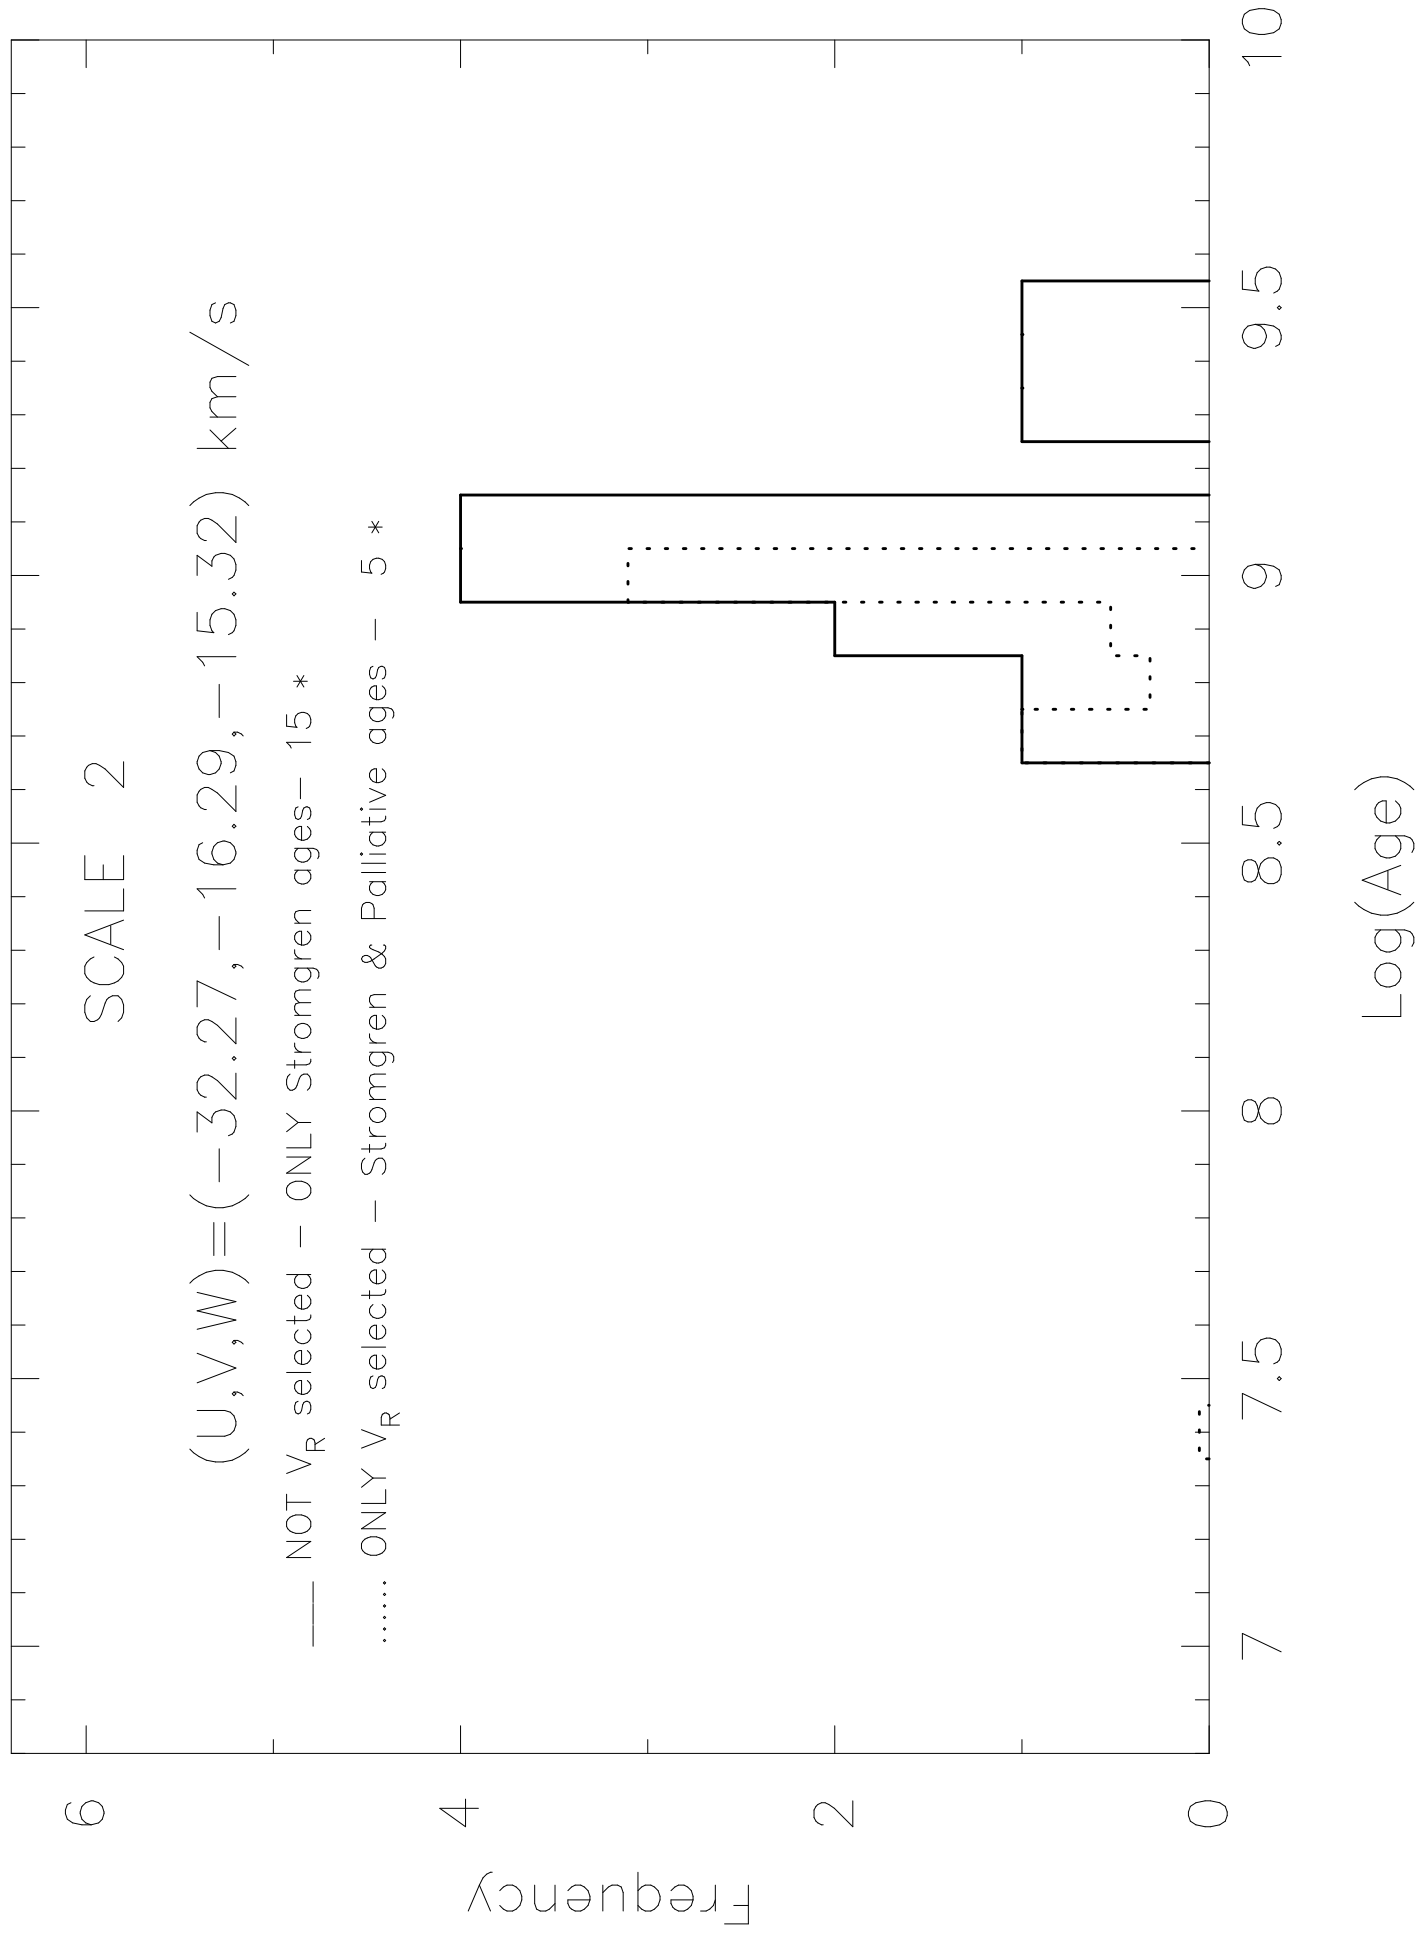 SCALE 2
(U,V,W)=(−32.27,−16.29,−15.32) km/s
NOT V_R selected − ONLY Stromgren ages− 15 *
ONLY V_R selected − Stromgren & Palliative ages − 5 *
Frequency
6
4
2
0
7
7.5
8
8.5
9
9.5
10
Log(Age)